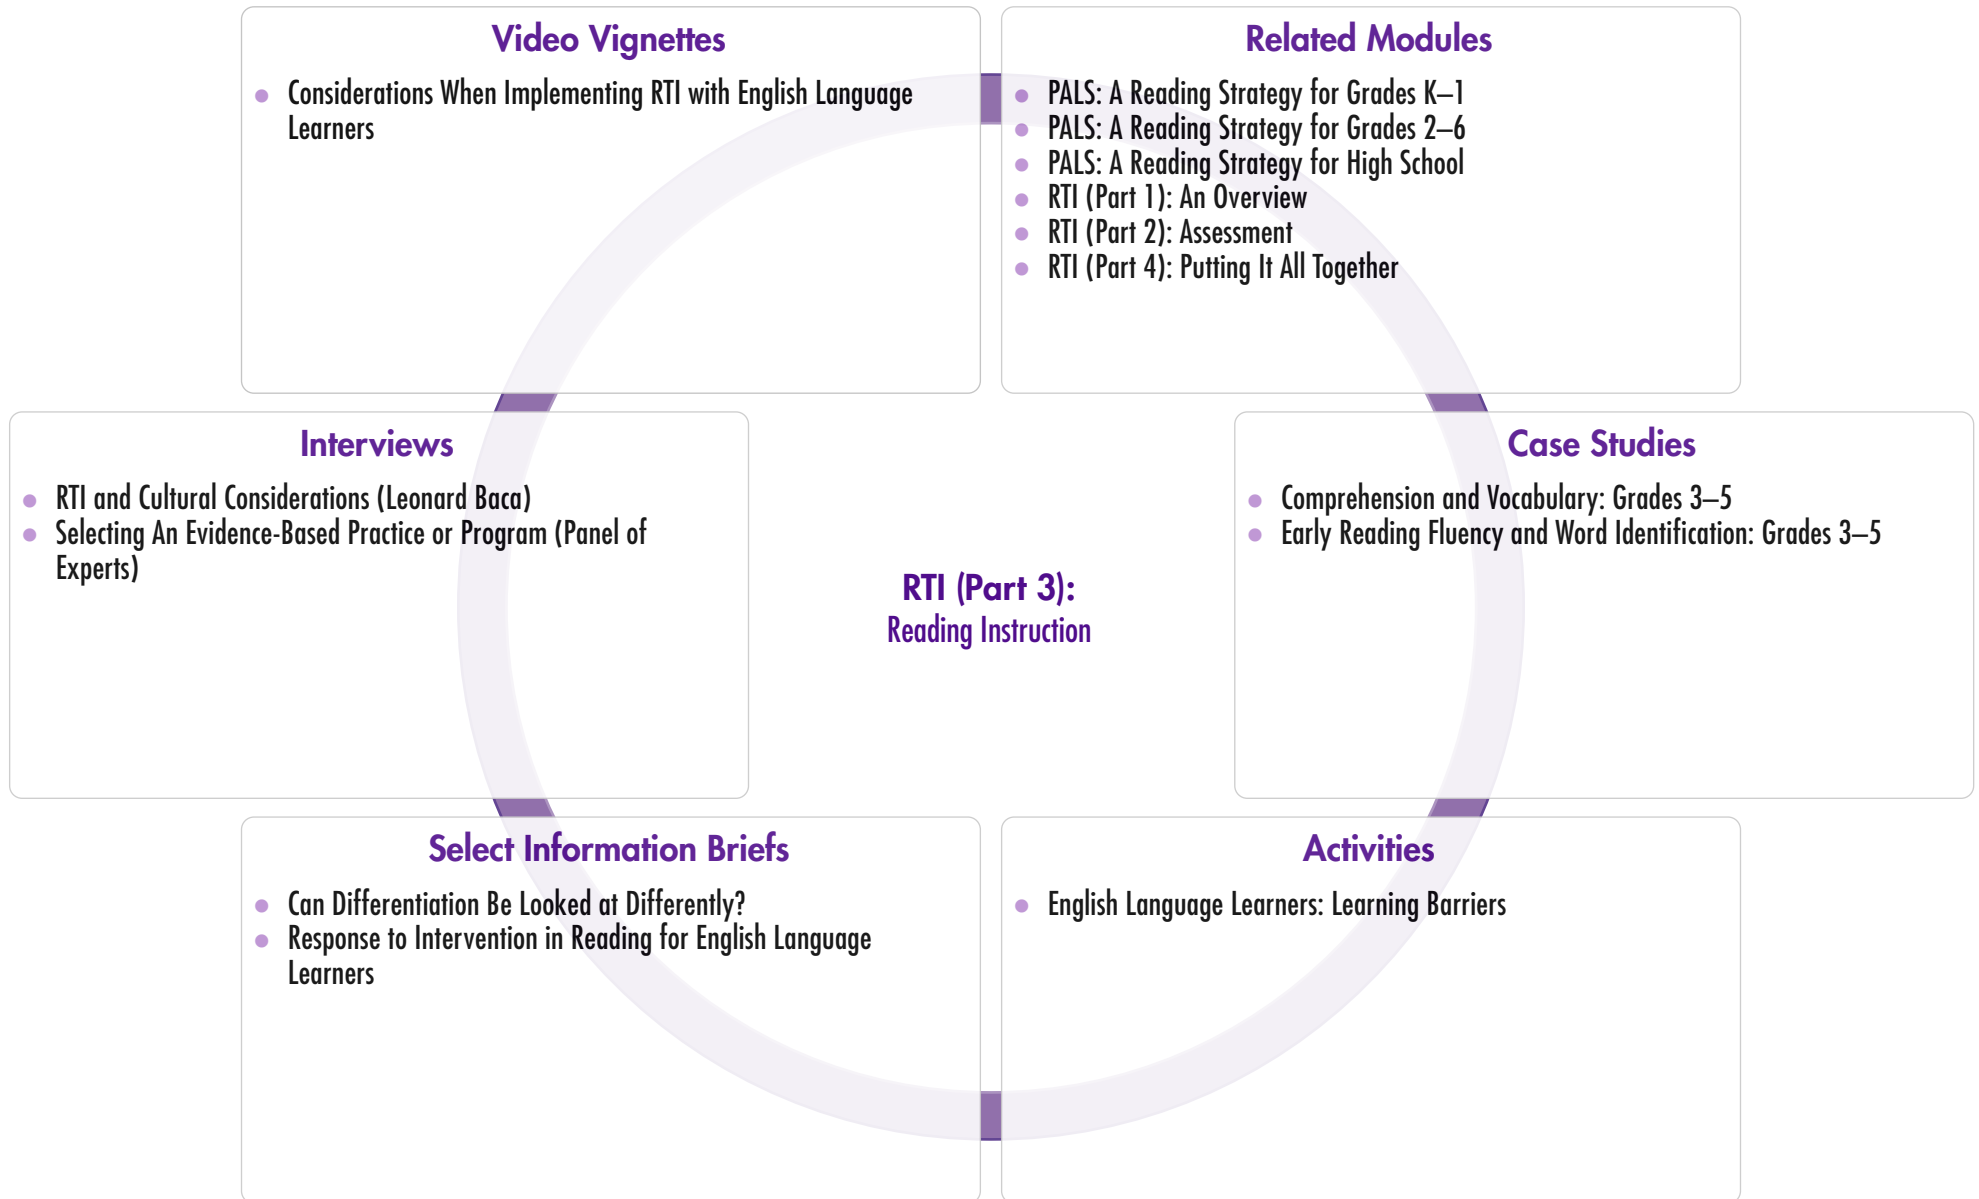 Video Vignettes
Considerations When Implementing RTI with English Language
Learners
Related Modules
PALS: A Reading Strategy for Grades K–1
PALS: A Reading Strategy for Grades 2–6
PALS: A Reading Strategy for High School
RTI (Part 1): An Overview
RTI (Part 2): Assessment
RTI (Part 4): Putting It All Together
Interviews
RTI and Cultural Considerations (Leonard Baca)
Selecting An Evidence-Based Practice or Program (Panel of
Experts)
RTI (Part 3):
Reading Instruction
Case Studies
Comprehension and Vocabulary: Grades 3–5
Early Reading Fluency and Word Identification: Grades 3–5
Select Information Briefs
Can Differentiation Be Looked at Differently?
Response to Intervention in Reading for English Language
Learners
Activities
English Language Learners: Learning Barriers